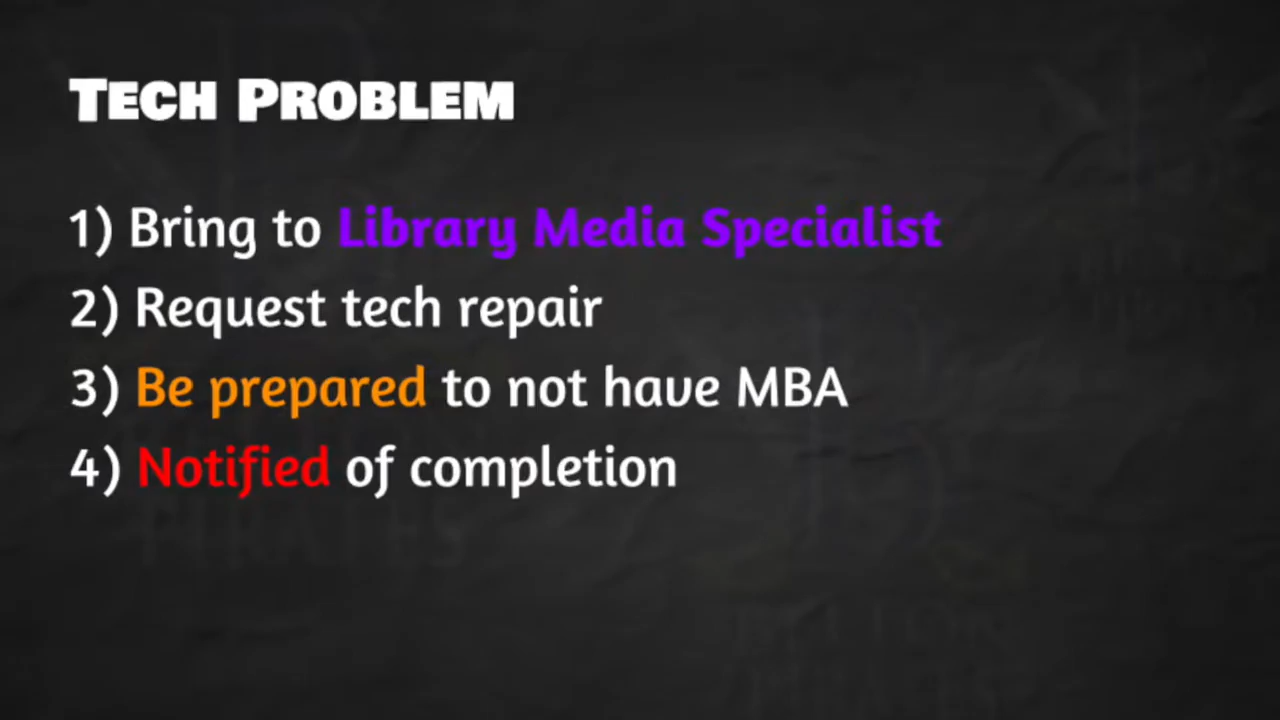 Tech Problem
1) Bring to Library Media Specialist
2) Request tech repair
3) Be prepared to not have MBA
4) Notified of completion
PIRATES